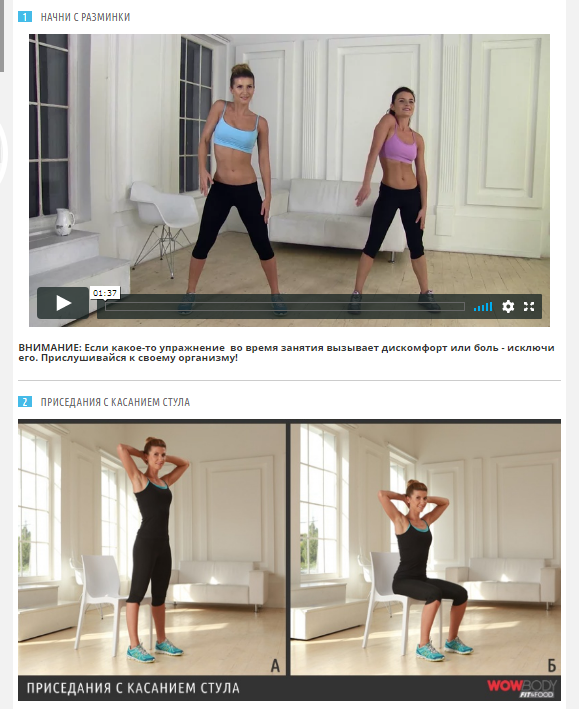 1 НАЧНИ С РАЗМИНКИ
01:37
ВНИМАНИЕ: Если какое-то упражнение во время занятия вызывает дискомфорт или боль - исключи
его. Прислушивайся к своему организму!
2 ПРИСЕДАНИЯ С КАСАНИЕМ СТУЛА
А
Б
ПРИСЕДАНИЯ С КАСАНИЕМ СТУЛА
WOWBODY
FIT&FOOD